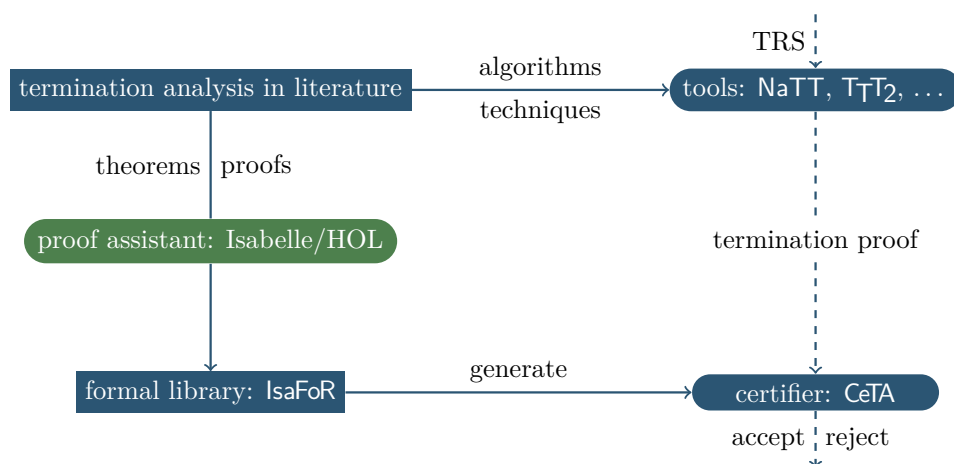 TRS
termination analysis in literature
algorithms
techniques
tools: NaTT, TTT2, ...
theorems proofs
proof assistant: Isabelle/HOL
termination proof
formal library: IsaFoR
generate
certifier: CeTA
accept reject